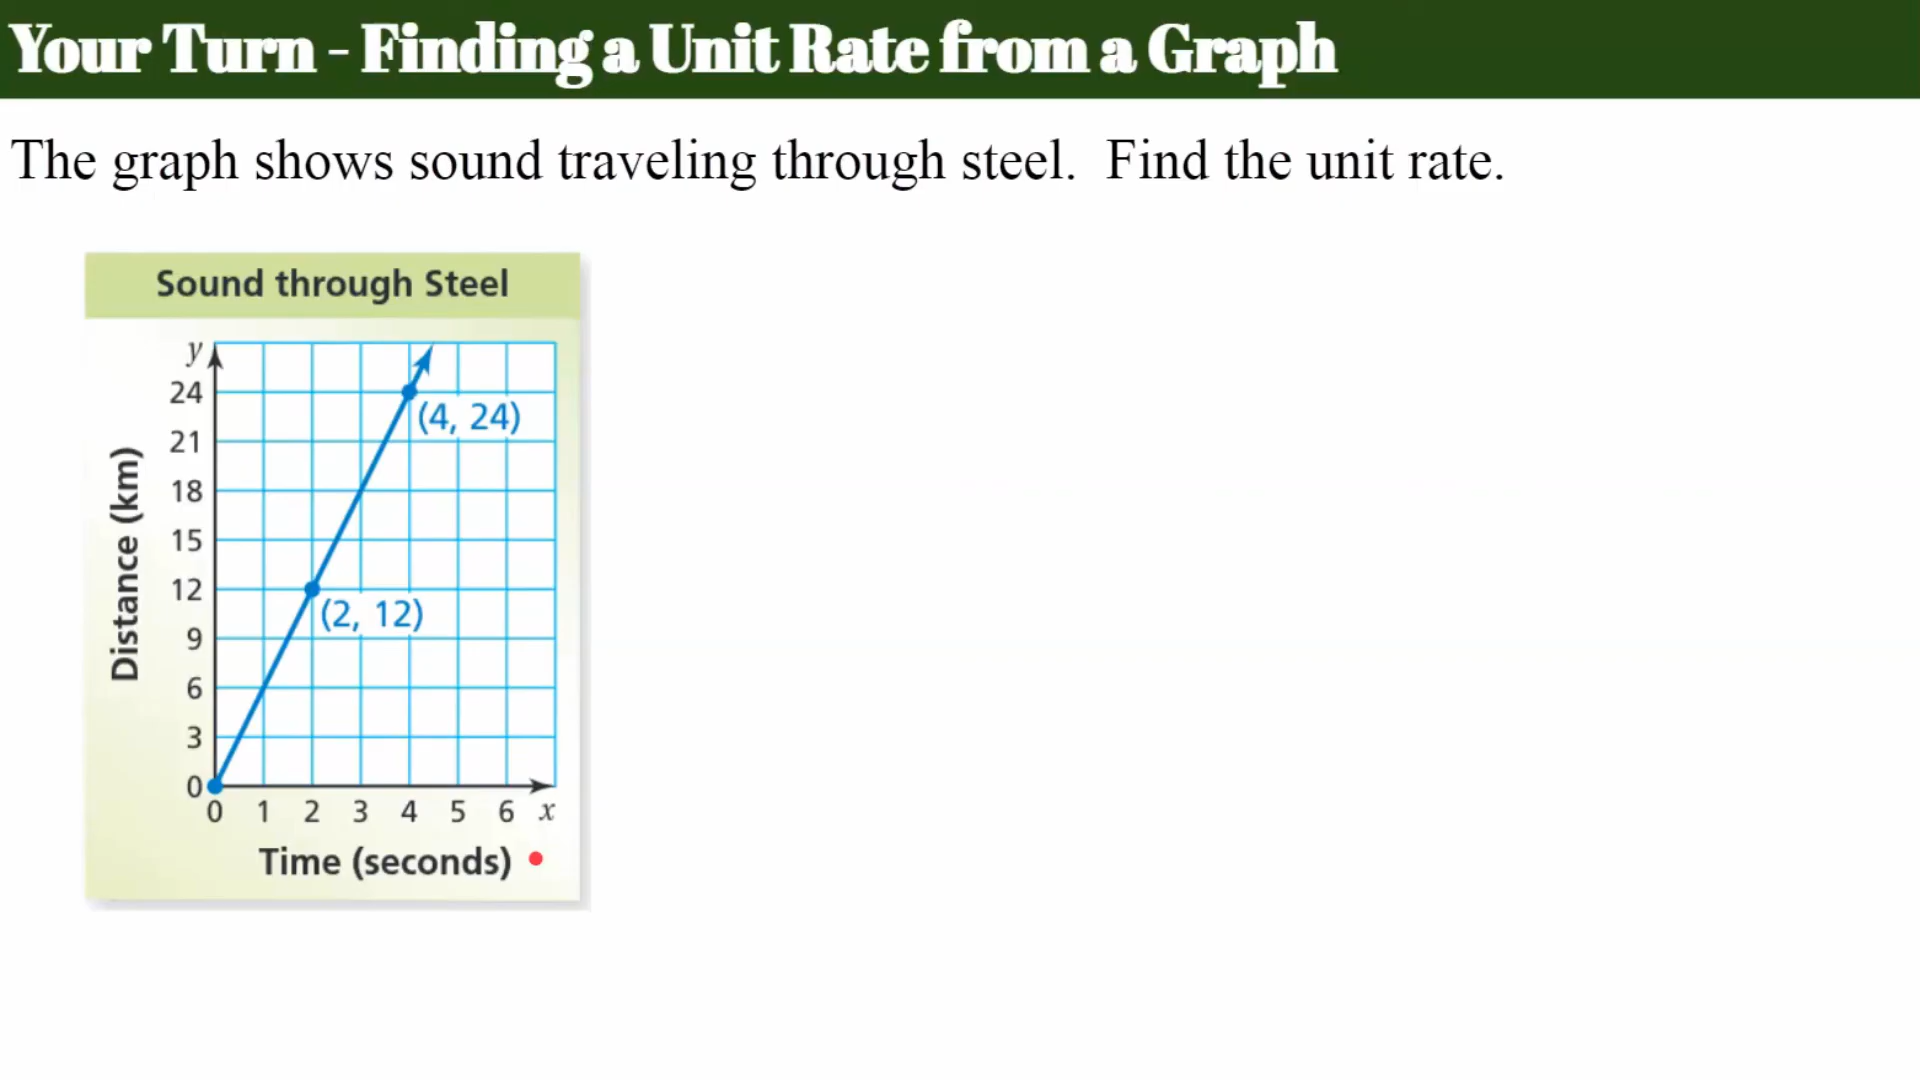 Your Turn - Finding a Unit Rate from a Graph
The graph shows sound traveling through steel. Find the unit rate.
Sound through Steel
y
24
(4, 24)
21
18
15
12
(2, 12)
9
6
3
0
Distance (km)
0 1 2 3 4 5 6 x
Time (seconds)